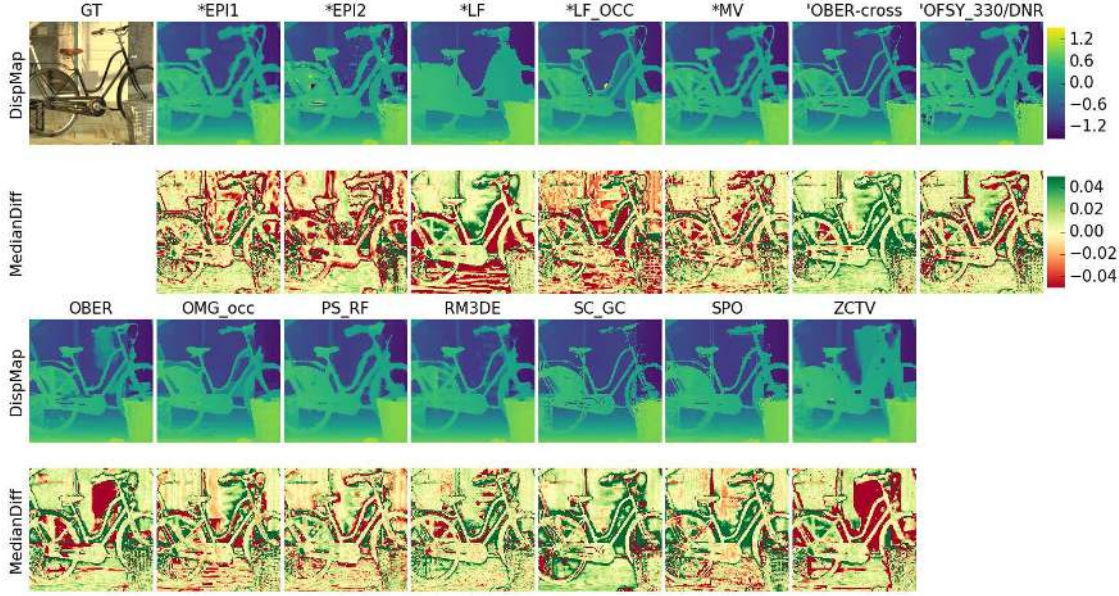 GT *EPI1 *EPI2 *LF *LF_OCC *MV 'OBER-cross 'OFSY_330/DNR
DispMap
1.2
0.6
0.0
−0.6
−1.2
MedianDiff
0.04
0.02
0.00
−0.02
−0.04
OBER OMG_occ PS_RF RM3DE SC_GC SPO ZCTV
DispMap
MedianDiff